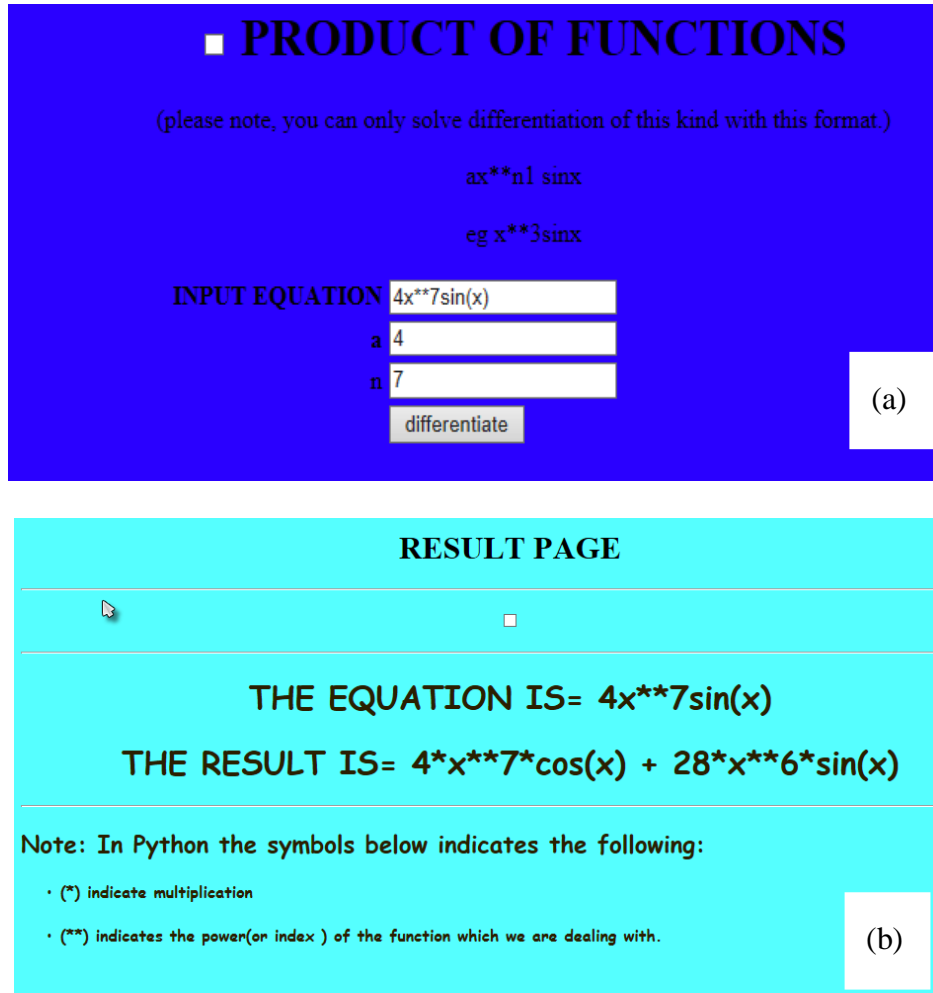 PRODUCT OF FUNCTIONS
(please note, you can only solve differentiation of this kind with this format.)
ax**n1 sinx
eg x**3sinx
INPUT EQUATION 4x**7sin(x)
a 4
n 7
differentiate
(a)
RESULT PAGE
THE EQUATION IS= 4x**7sin(x)
THE RESULT IS= 4*x**7*cos(x) + 28*x**6*sin(x)
Note: In Python the symbols below indicates the following:
• (*) indicate multiplication
• (**) indicates the power(or index ) of the function which we are dealing with.
(b)